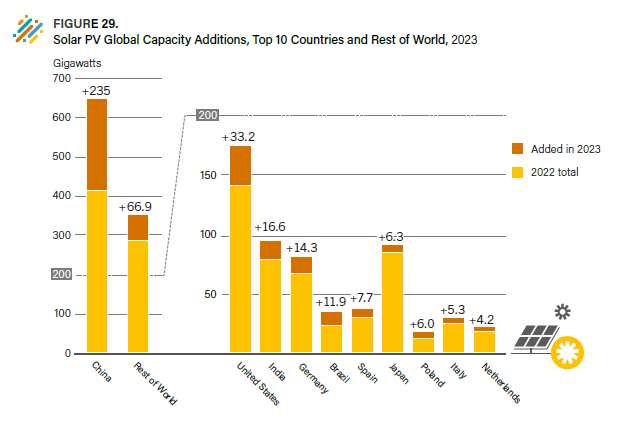 FIGURE 29.
Solar PV Global Capacity Additions, Top 10 Countries and Rest of World, 2023
Gigawatts
700
600
500
400
300
200
100
0
+235
+66.9
China
Rest of World
200
150
100
50
+33.2
+16.6
+14.3
+11.9
+7.7
+6.3
+6.0
+5.3
+4.2
United States
India
Germany
Brazil
Spain
Japan
Poland
Italy
Netherlands
Added in 2023
2022 total